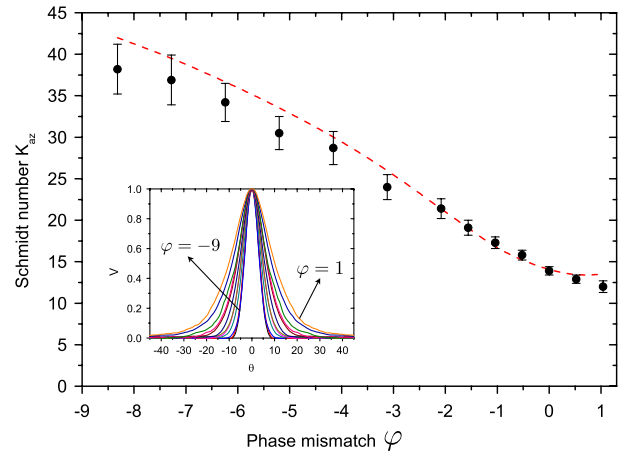 45
40
35
30
25
20
15
10
5
0
Schmidt number K_az
1.0
0.8
0.6
0.4
0.2
0.0
V
φ = −9
φ = 1
-40 -30 -20 -10 0 10 20 30 40
θ
-9 -8 -7 -6 -5 -4 -3 -2 -1 0 1
Phase mismatch φ